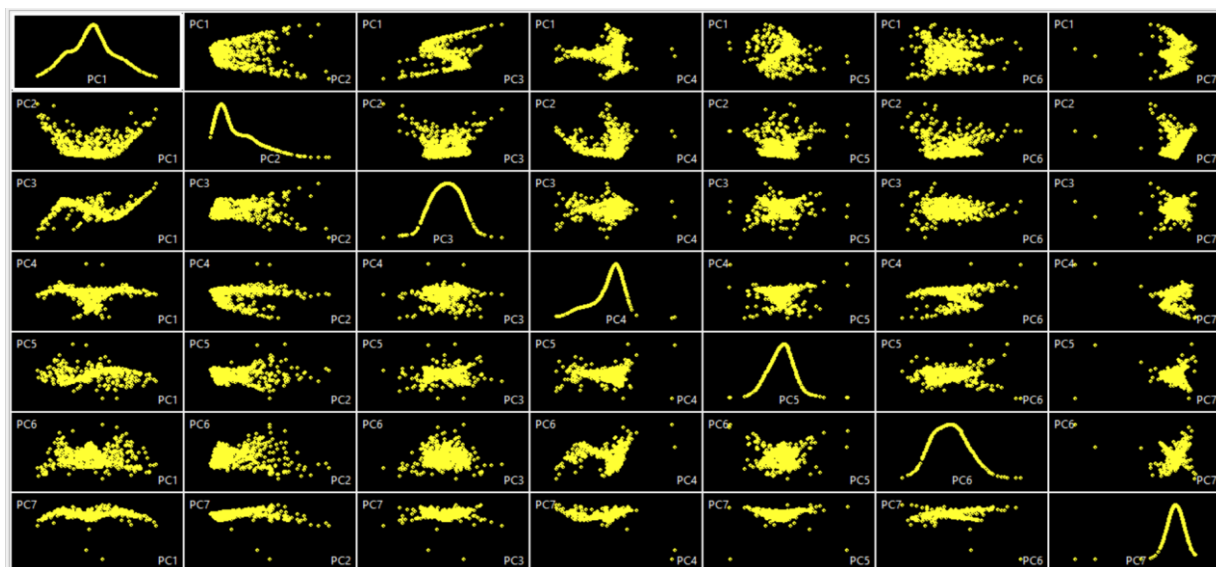 PC1
PC1 PC2
PC1 PC3
PC1 PC4
PC1 PC5
PC1 PC6
PC1 PC7
PC2 PC1
PC2
PC2 PC3
PC2 PC4
PC2 PC5
PC2 PC6
PC2 PC7
PC3 PC1
PC3 PC2
PC3
PC3 PC4
PC3 PC5
PC3 PC6
PC3 PC7
PC4 PC1
PC4 PC2
PC4 PC3
PC4
PC4 PC5
PC4 PC6
PC4 PC7
PC5 PC1
PC5 PC2
PC5 PC3
PC5 PC4
PC5
PC5 PC6
PC5 PC7
PC6 PC1
PC6 PC2
PC6 PC3
PC6 PC4
PC6 PC5
PC6
PC6 PC7
PC7 PC1
PC7 PC2
PC7 PC3
PC7 PC4
PC7 PC5
PC7 PC6
PC7